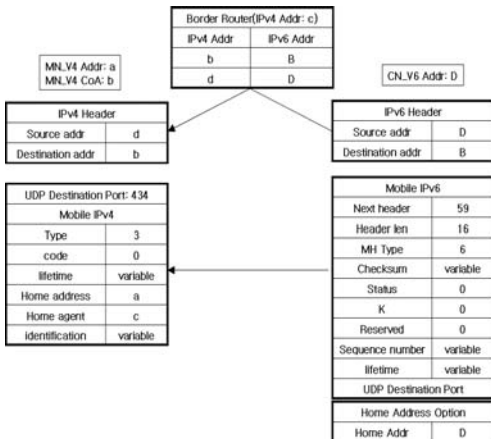 Border Router(IPv4 Addr: c)
IPv4 Addr IPv6 Addr
b B
d D
MN_V4 Addr: a
MN_V4 CoA: b
CN_V6 Addr: D
IPv4 Header
Source addr d
Destination addr b
IPv6 Header
Source addr D
Destination addr B
UDP Destination Port: 434
Mobile IPv4
Type 3
code 0
lifetime variable
Home address a
Home agent c
identification variable
Mobile IPv6
Next header 59
Header len 16
MH Type 6
Checksum variable
Status 0
K 0
Reserved 0
Sequence number variable
lifetime variable
UDP Destination Port
Home Address Option
Home Addr D